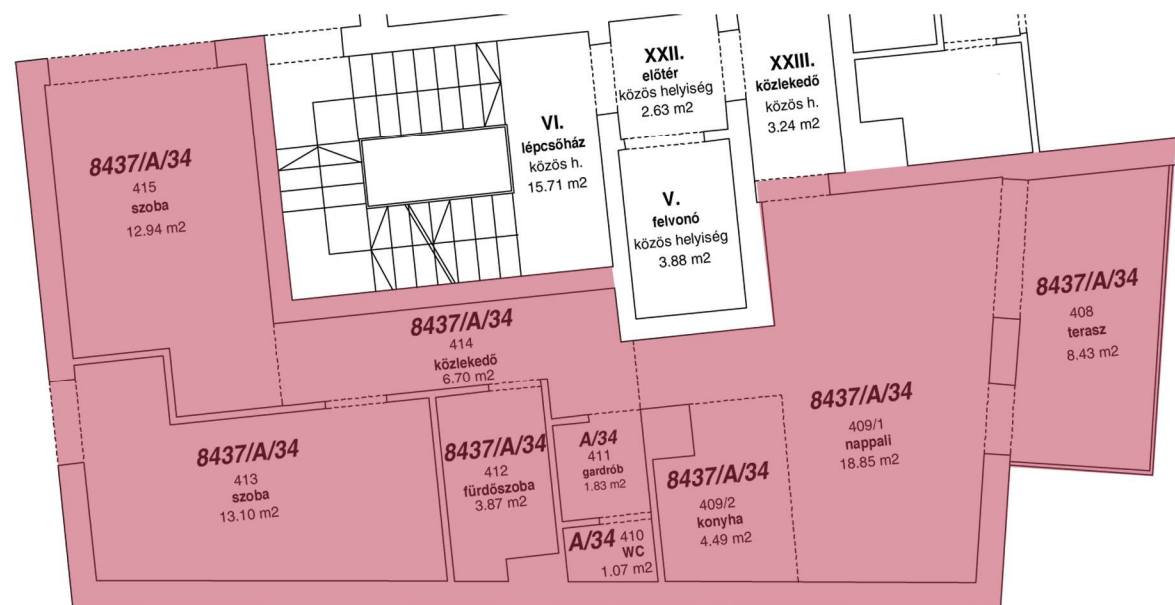 XXII.
előtér
közös helyiség
2.63 m2
XXIII.
közlekedő
közös h.
3.24 m2
VI.
lépcsőház
közös h.
15.71 m2
V.
felvonó
közös helyiség
3.88 m2
8437/A/34
415
szoba
12.94 m2
8437/A/34
414
közlekedő
6.70 m2
8437/A/34
408
terasz
8.43 m2
8437/A/34
409/1
nappali
18.85 m2
8437/A/34
413
szoba
13.10 m2
8437/A/34
412
fürdőszoba
3.87 m2
A/34
411
gardrób
1.83 m2
8437/A/34
409/2
konyha
4.49 m2
A/34 410
WC
1.07 m2